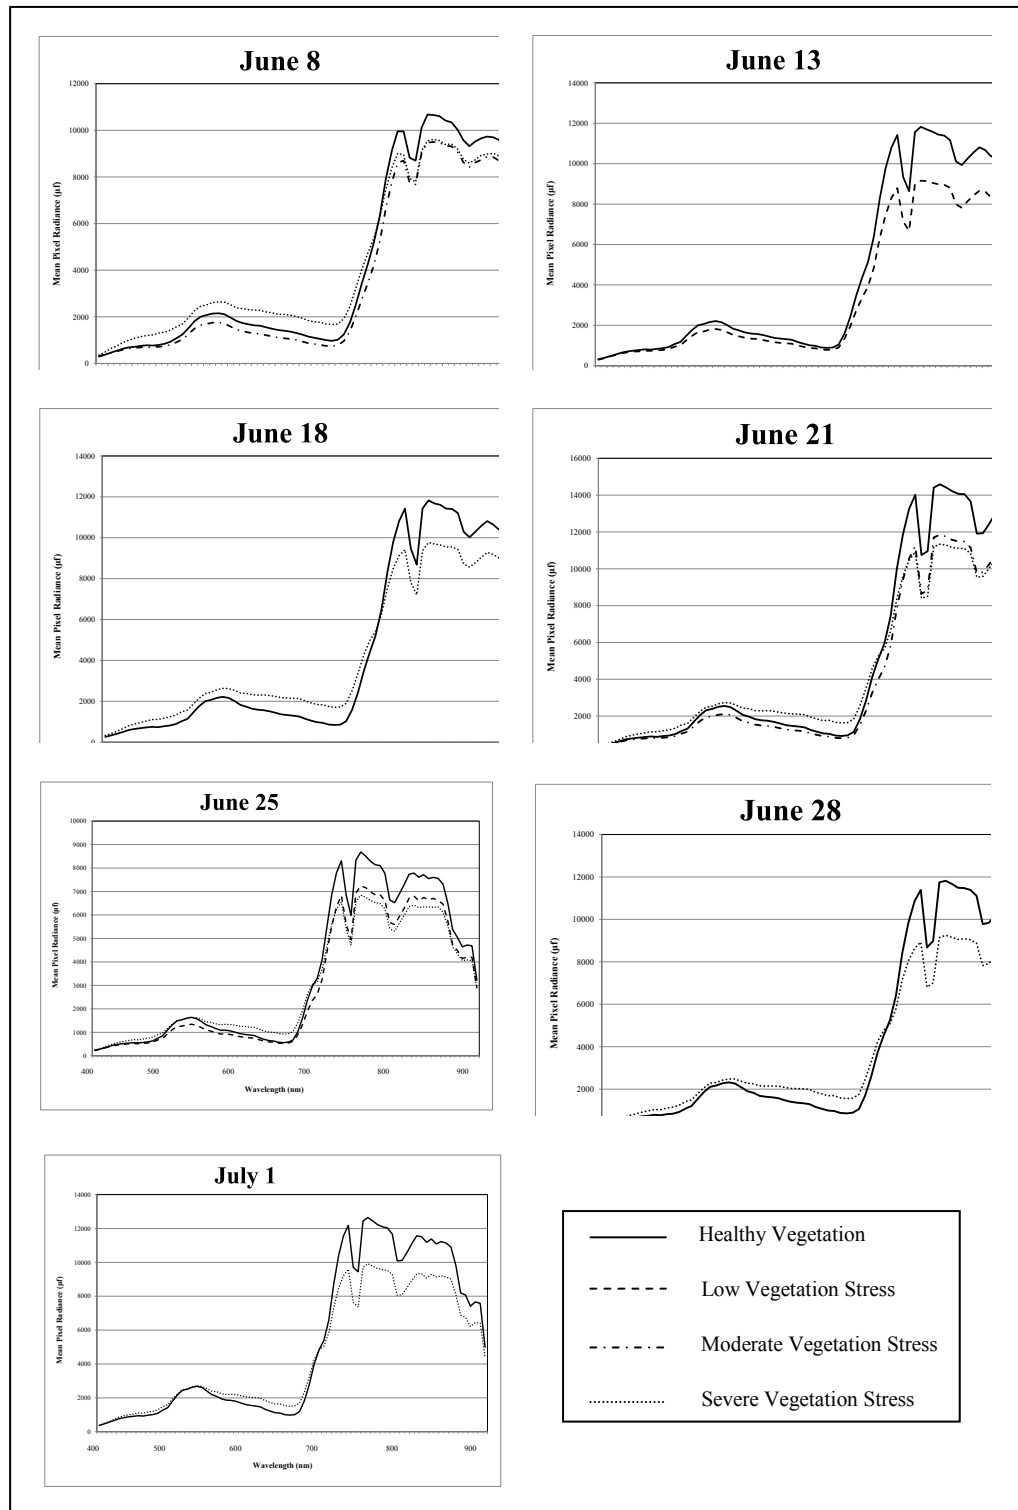 June 8
Mean Pixel Radiance (µf)
12000
10000
8000
6000
4000
2000
0
June 13
Mean Pixel Radiance (µf)
14000
12000
10000
8000
6000
4000
2000
0
June 18
Mean Pixel Radiance (µf)
14000
12000
10000
8000
6000
4000
2000
0
June 21
Mean Pixel Radiance (µf)
16000
14000
12000
10000
8000
6000
4000
2000
June 25
Mean Pixel Radiance (µf)
10000
9000
8000
7000
6000
5000
4000
3000
2000
1000
0
400 500 600 700 800 900
Wavelength (nm)
June 28
Mean Pixel Radiance (µf)
14000
12000
10000
8000
6000
4000
2000
July 1
Mean Pixel Radiance (µf)
14000
12000
10000
8000
6000
4000
2000
0
400 500 600 700 800 900
Wavelength (nm)
Healthy Vegetation
Low Vegetation Stress
Moderate Vegetation Stress
Severe Vegetation Stress